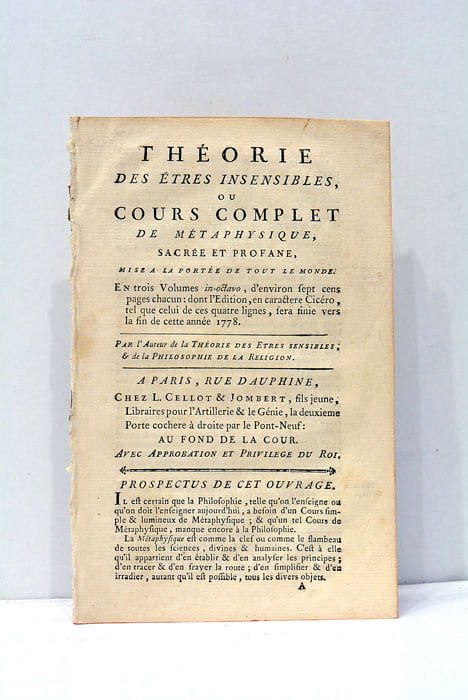 THÉORIE
DES ÊTRES INSENSIBLES,
OU
COURS COMPLET
DE MÉTAPHYSIQUE,
SACRÉE ET PROFANE,
MISE A LA PORTÉE DE TOUT LE MONDE:
EN trois Volumes in-octavo, d'environ ſept cens
pages chacun: dont l'Edition, en caractere Cicéro,
tel que celui de ces quatre lignes, ſera finie vers
la fin de cette année 1778.
PAR l'Auteur de la THÉORIE DES ETRES SENSIBLES;
& de la PHILOSOPHIE DE LA RELIGION.
A PARIS, RUE DAUPHINE,
CHEZ L. CELLOT & JOMBERT, fils jeune,
Libraires pour l'Artillerie & le Génie, la deuxieme
Porte cochere à droite par le Pont-Neuf:
AU FOND DE LA COUR.
AVEC APPROBATION ET PRIVILEGE DU ROI.
PROSPECTUS DE CET OUVRAGE.
IL eſt certain que la Philoſophie, telle qu'on l'enſeigne ou
qu'on doit l'enſeigner aujourd'hui, a beſoin d'un Cours ſim-
ple & lumineux de Métaphyſique; & qu'un tel Cours de
Métaphyſique, manque encore à la Philoſophie.
La Métaphyſique eſt comme la clef ou comme le flambeau
de toutes les ſciences, divines & humaines. C'eſt à elle
qu'il appartient d'en établir & d'en analyſer les principes;
d'en tracer & d'en frayer la route; d'en ſimplifier & d'en
irradier, autant qu'il eſt poſſible, tous les divers objets.
A